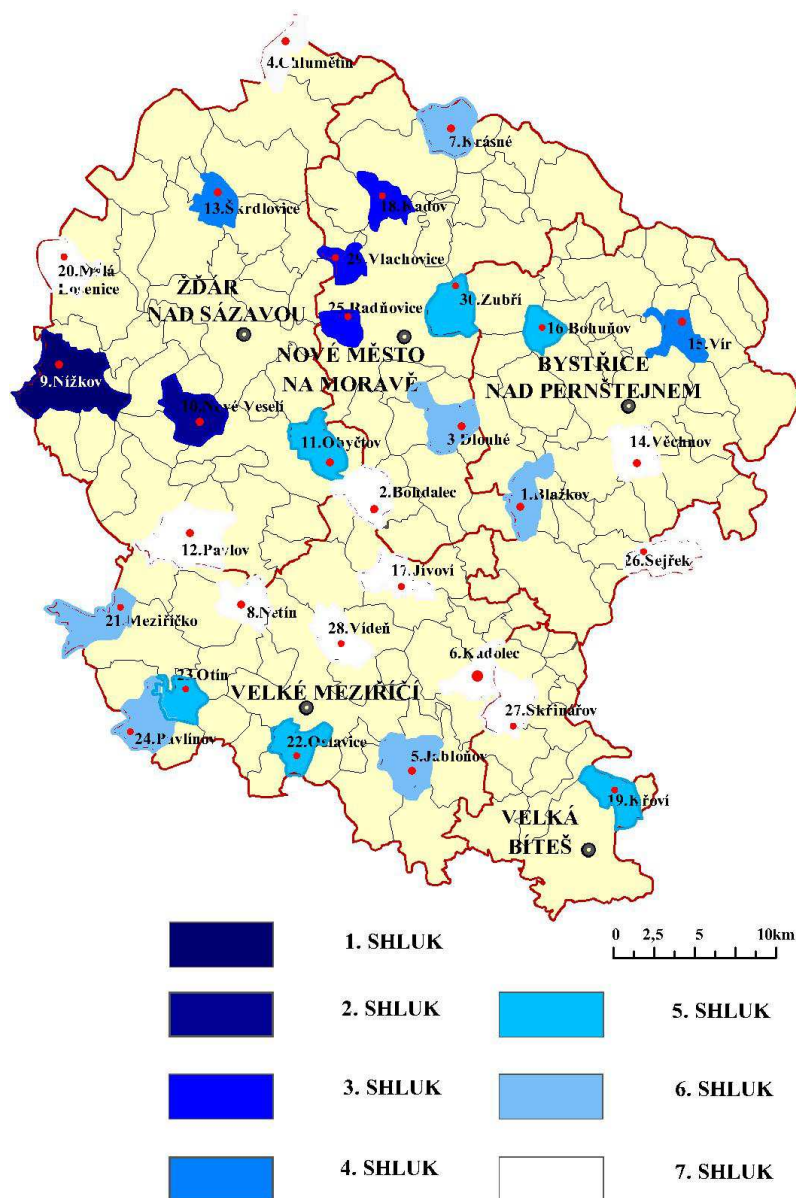 4.Chlumětín
7.Krásné
13.Škrdlovice
18.Kadov
29.Vlachovice
20.Malá
Losenice
ŽĎÁR
NAD SÁZAVOU
25.Radňovice
30.Zubří
16.Bohuňov
15.Vír
NOVÉ MĚSTO
NA MORAVĚ
BYSTŘICE
NAD PERNŠTEJNEM
9.Nížkov
10.Nové Veselí
11.Obyčtov
3.Dlouhé
14.Věchnov
2.Bohdalec
1.Blažkov
12.Pavlov
26.Sejřek
17.Jívoví
8.Netín
21.Meziříčko
28.Vídeň
6.Kadolec
23.Otín
VELKÉ MEZIŘÍČÍ
27.Skřinářov
24.Pavlínov
22.Oslavice
5.Jabloňov
19.Křoví
VELKÁ
BÍTEŠ
1. SHLUK
0 2,5 5 10km
2. SHLUK
5. SHLUK
3. SHLUK
6. SHLUK
4. SHLUK
7. SHLUK